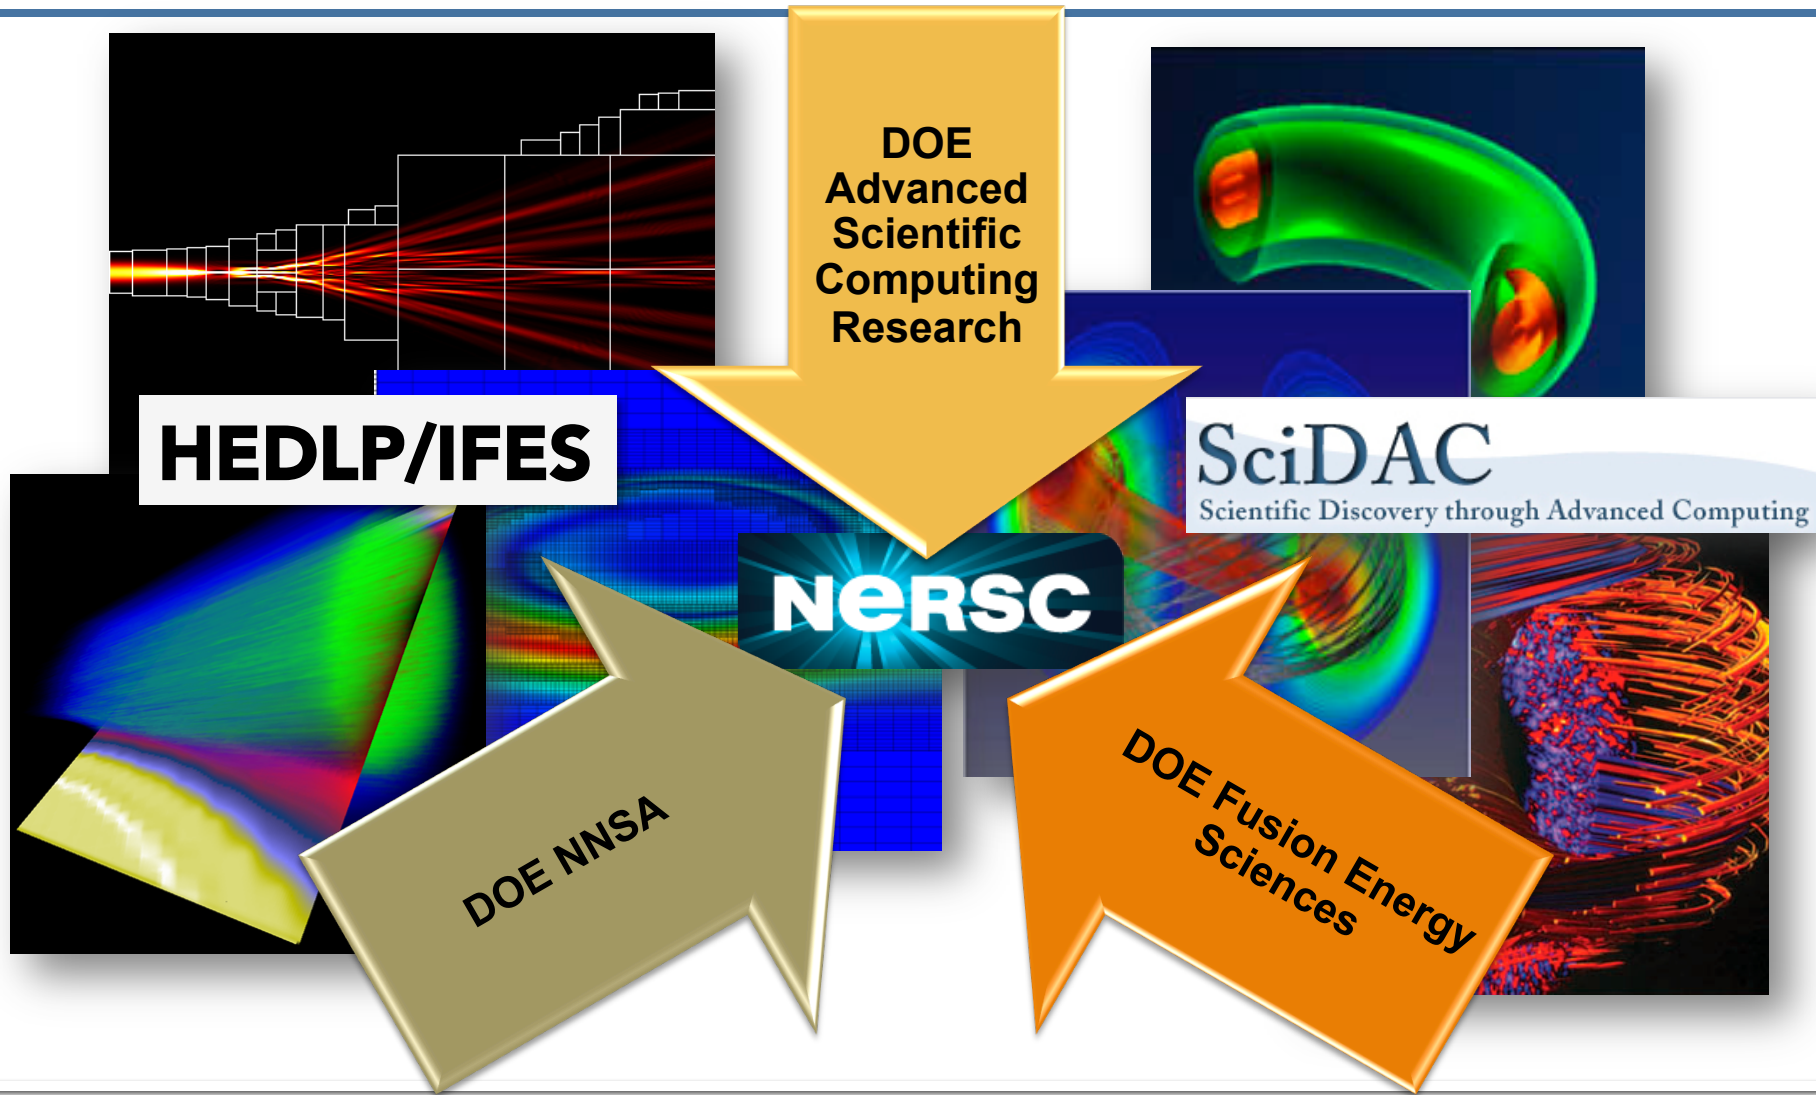 DOE
Advanced
Scientific
Computing
Research
HEDLP/IFES
SciDAC
Scientific Discovery through Advanced Computing
NeRSC
DOE NNSA
DOE Fusion Energy
Sciences